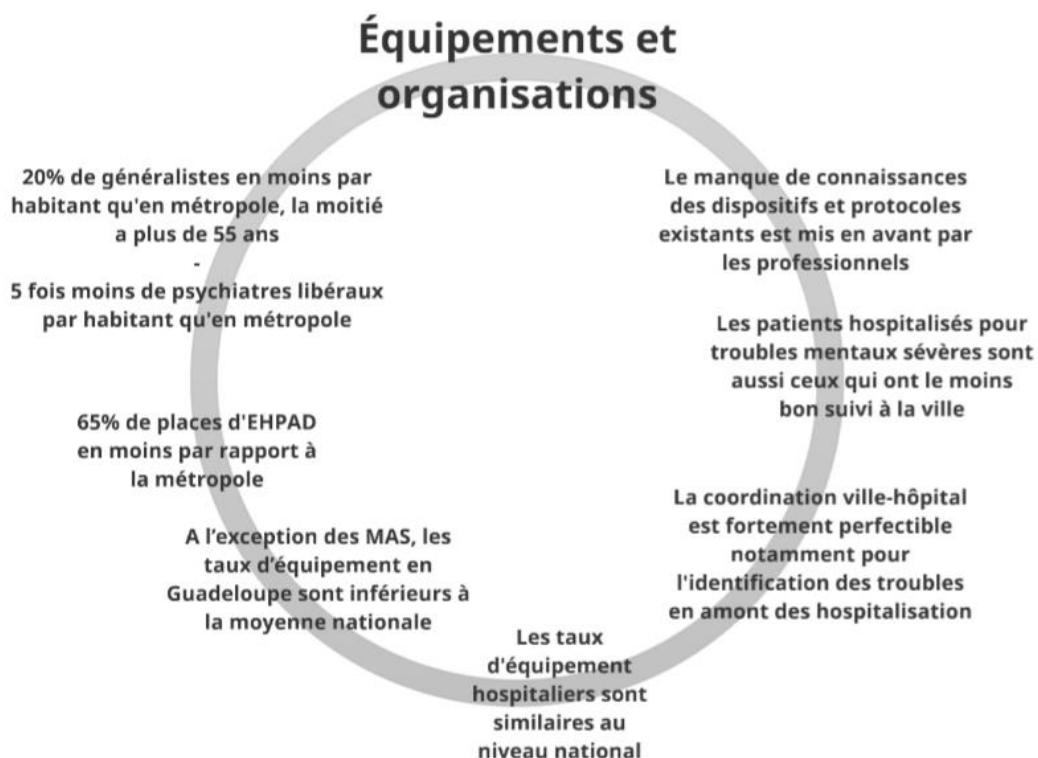 Équipements et
organisations
20% de généralistes en moins par
habitant qu'en métropole, la moitié
a plus de 55 ans
-
5 fois moins de psychiatres libéraux
par habitant qu'en métropole
65% de places d'EHPAD
en moins par rapport à
la métropole
A l’exception des MAS, les
taux d’équipement en
Guadeloupe sont inférieurs à
la moyenne nationale
Les taux
d'équipement
hospitaliers sont
similaires au
niveau national
Le manque de connaissances
des dispositifs et protocoles
existants est mis en avant par
les professionnels
Les patients hospitalisés pour
troubles mentaux sévères sont
aussi ceux qui ont le moins
bon suivi à la ville
La coordination ville-hôpital
est fortement perfectible
notamment pour
l'identification des troubles
en amont des hospitalisation